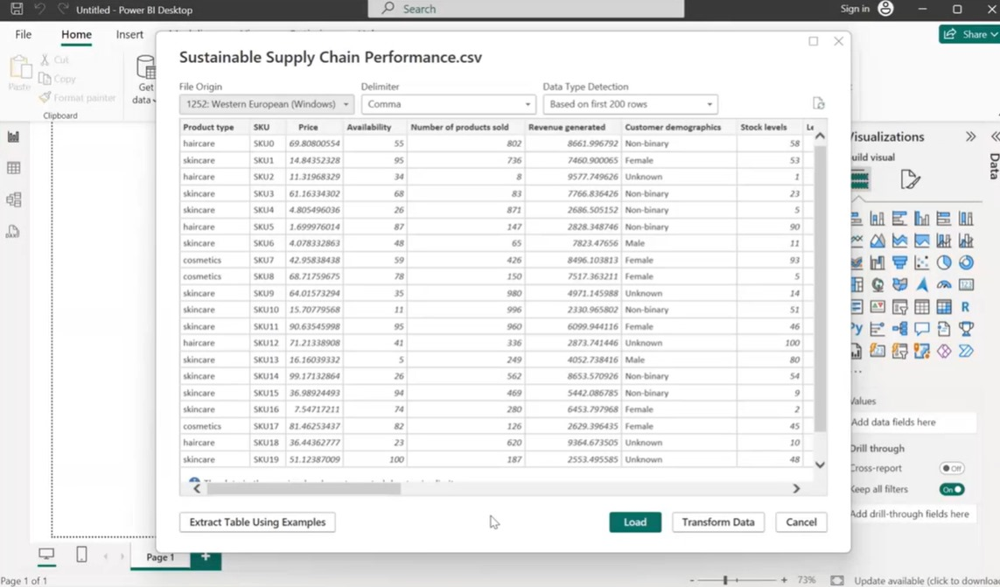 Untitled - Power BI Desktop
Search
Sign in
File
Home
Insert
Share
Paste
Cut
Copy
Format painter
Clipboard
Get
data
Sustainable Supply Chain Performance.csv
File Origin
Delimiter
Data Type Detection
1252: Western European (Windows)
Comma
Based on first 200 rows
Product type SKU Price Availability Number of products sold Revenue generated Customer demographics Stock levels Le
haircare SKU0 69.80800554 55 802 8661.996792 Non-binary 58
skincare SKU1 14.84352328 95 736 7460.900065 Female 53
haircare SKU2 11.31968329 34 8 9577.749626 Unknown 1
skincare SKU3 61.16334302 68 83 7766.836426 Non-binary 23
skincare SKU4 4.805496036 26 871 2686.505152 Non-binary 5
haircare SKU5 1.699976014 87 147 2828.348746 Non-binary 90
skincare SKU6 4.078332863 48 65 7823.47656 Male 11
cosmetics SKU7 42.95838438 59 426 8496.103813 Female 93
cosmetics SKU8 68.71759675 78 150 7517.363211 Female 5
skincare SKU9 64.01573294 35 980 4971.145988 Unknown 14
skincare SKU10 15.70779568 11 996 2330.965802 Non-binary 51
skincare SKU11 90.63545998 95 960 6099.944116 Female 46
haircare SKU12 71.21338908 41 336 2873.741446 Unknown 100
skincare SKU13 16.16039332 5 249 4052.738416 Male 80
skincare SKU14 99.17132864 26 562 8653.570926 Non-binary 54
skincare SKU15 36.98924493 94 469 5442.086785 Non-binary 9
skincare SKU16 7.54717211 74 280 6453.797968 Female 2
cosmetics SKU17 81.46253437 82 126 2629.396435 Female 45
haircare SKU18 36.44362777 23 620 9364.673505 Unknown 10
skincare SKU19 51.12387009 100 187 2553.495585 Unknown 48
Extract Table Using Examples
Load
Transform Data
Cancel
isualizations
uild visual
Data
DAX
R
Py
123
alues
Add data fields here
Drill through
Cross-report
Off
Keep all filters
On
Add drill-through fields here
Page 1
Page 1 of 1
73%
Update available (click to download